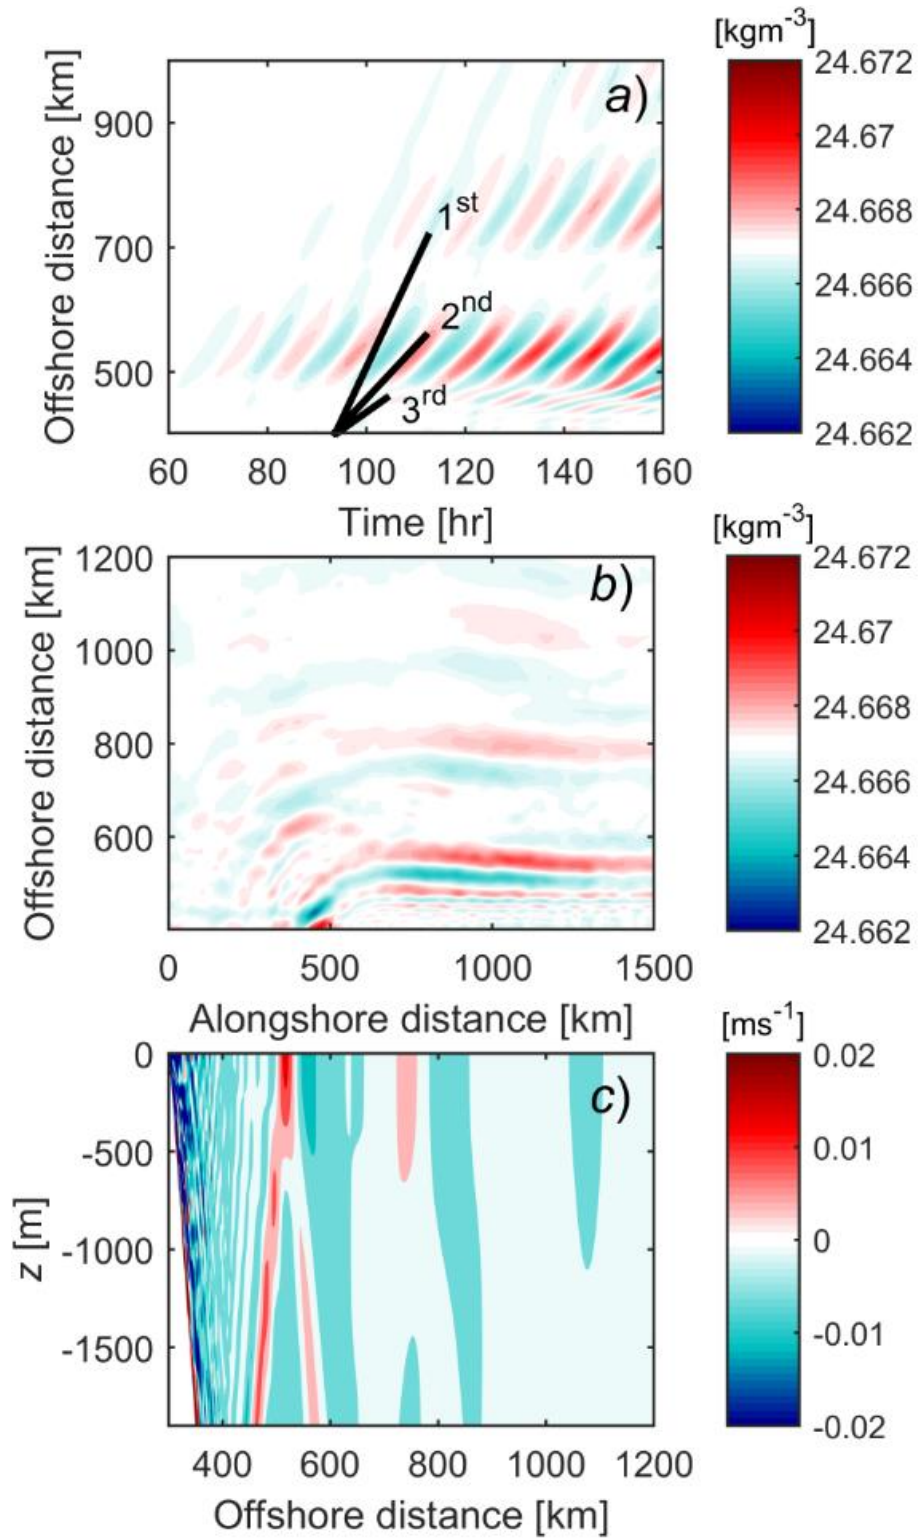 [kgm-3]
a)
Offshore distance [km]
900
700
500
1st
2nd
3rd
60 80 100 120 140 160
Time [hr]
24.672
24.67
24.668
24.666
24.664
24.662
[kgm-3]
b)
Offshore distance [km]
1200
1000
800
600
0 500 1000 1500
Alongshore distance [km]
24.672
24.67
24.668
24.666
24.664
24.662
[ms-1]
c)
z [m]
0
-500
-1000
-1500
400 600 800 1000 1200
Offshore distance [km]
0.02
0.01
0
-0.01
-0.02